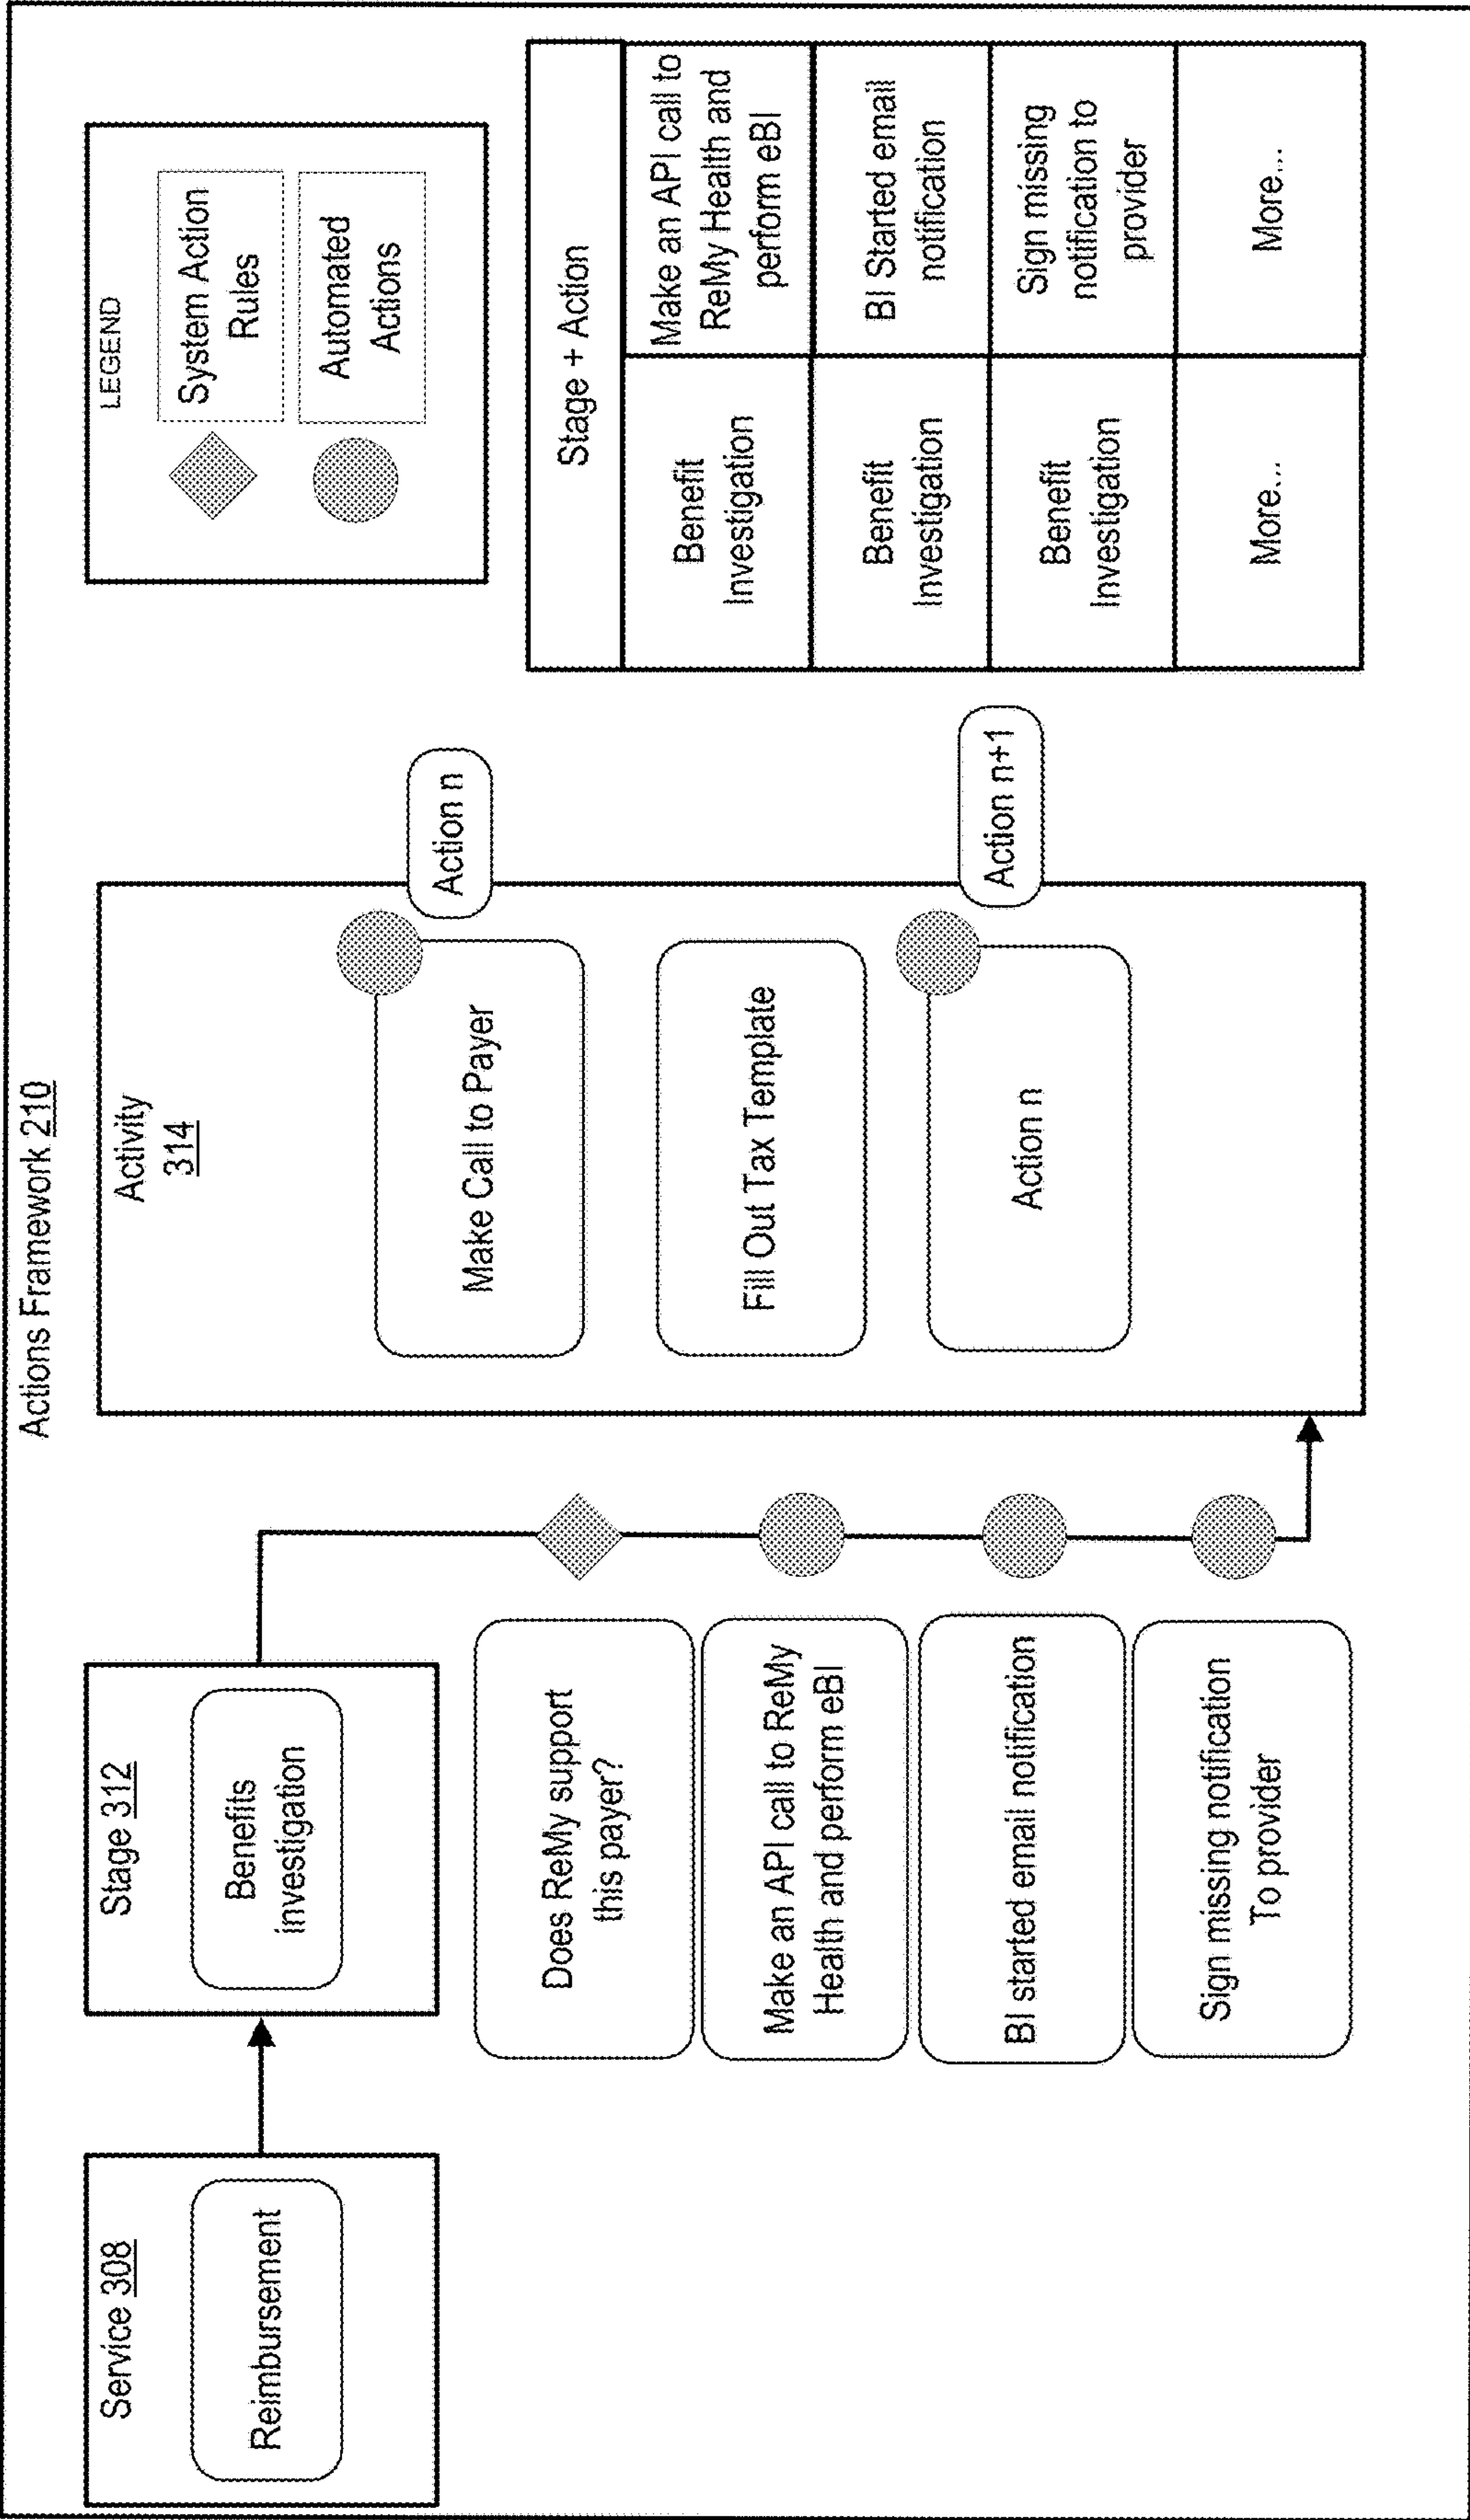 Actions Framework 210
Service 308
Reimbursement
Stage 312
Benefits
investigation
Does ReMy support
this payer?
Make an API call to ReMy
Health and perform eBI
BI started email notification
Sign missing notification
To provider
Activity
314
Make Call to Payer
Action n
Fill Out Tax Template
Action n
Action n+1
LEGEND
System Action
Rules
Automated
Actions
Stage + Action
Benefit
Investigation
Make an API call to
ReMy Health and
perform eBI
Benefit
Investigation
BI Started email
notification
Benefit
Investigation
Sign missing
notification to
provider
More...
More...